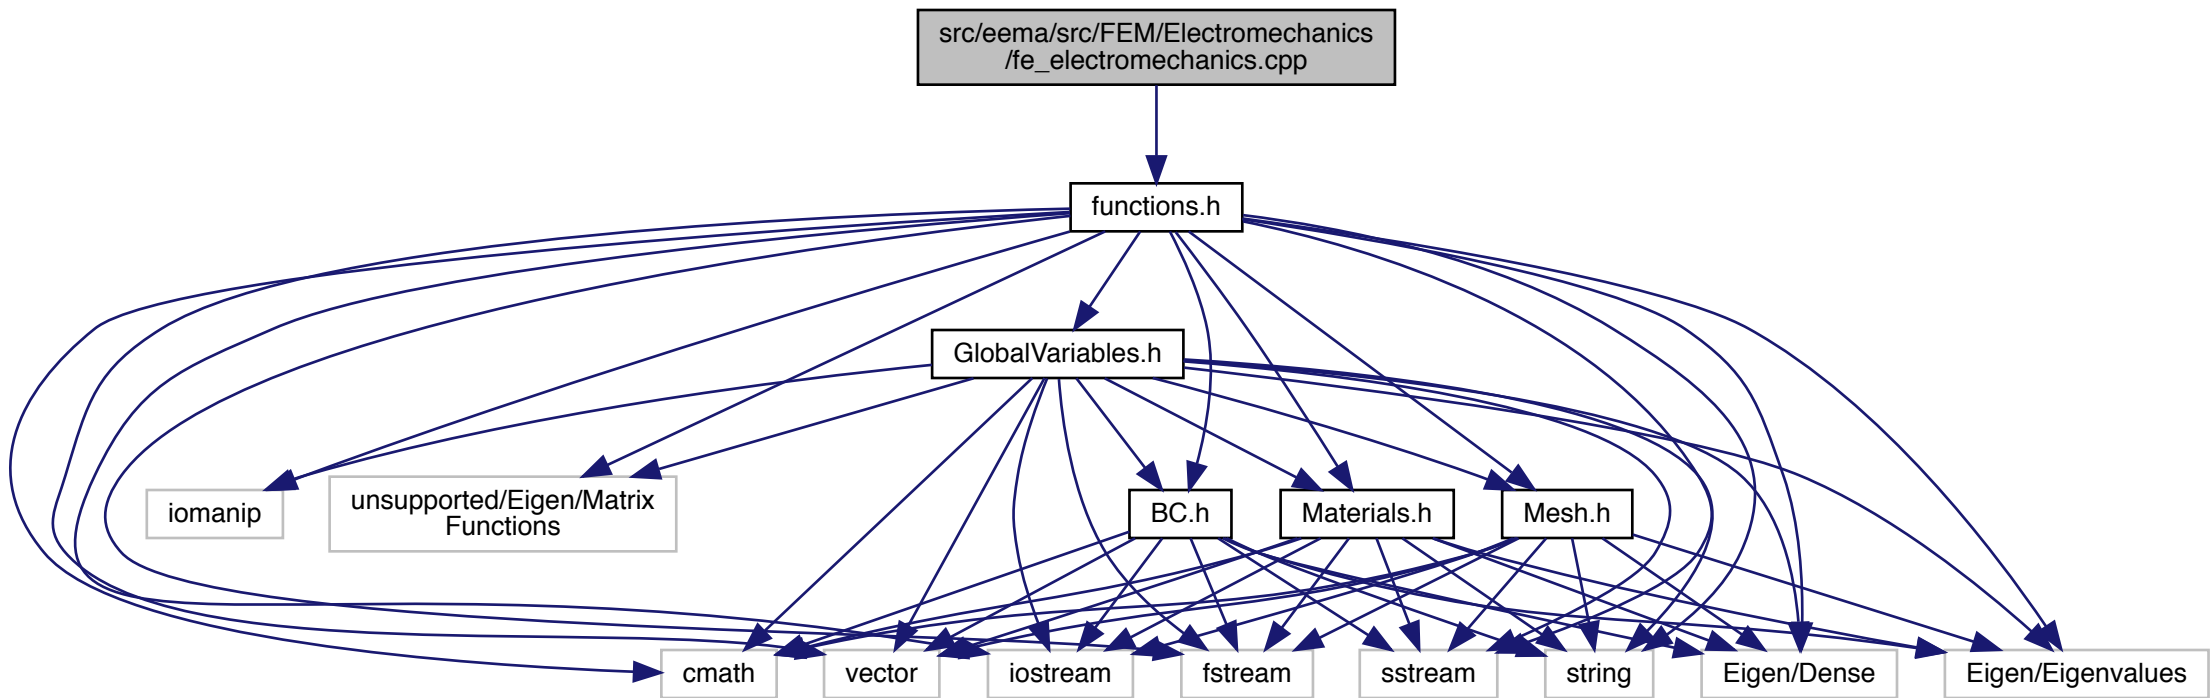 src/eema/src/FEM/Electromechanics
/fe_electromechanics.cpp
functions.h
GlobalVariables.h
iomanip
unsupported/Eigen/Matrix
Functions
BC.h
Materials.h
Mesh.h
cmath
vector
iostream
fstream
sstream
string
Eigen/Dense
Eigen/Eigenvalues